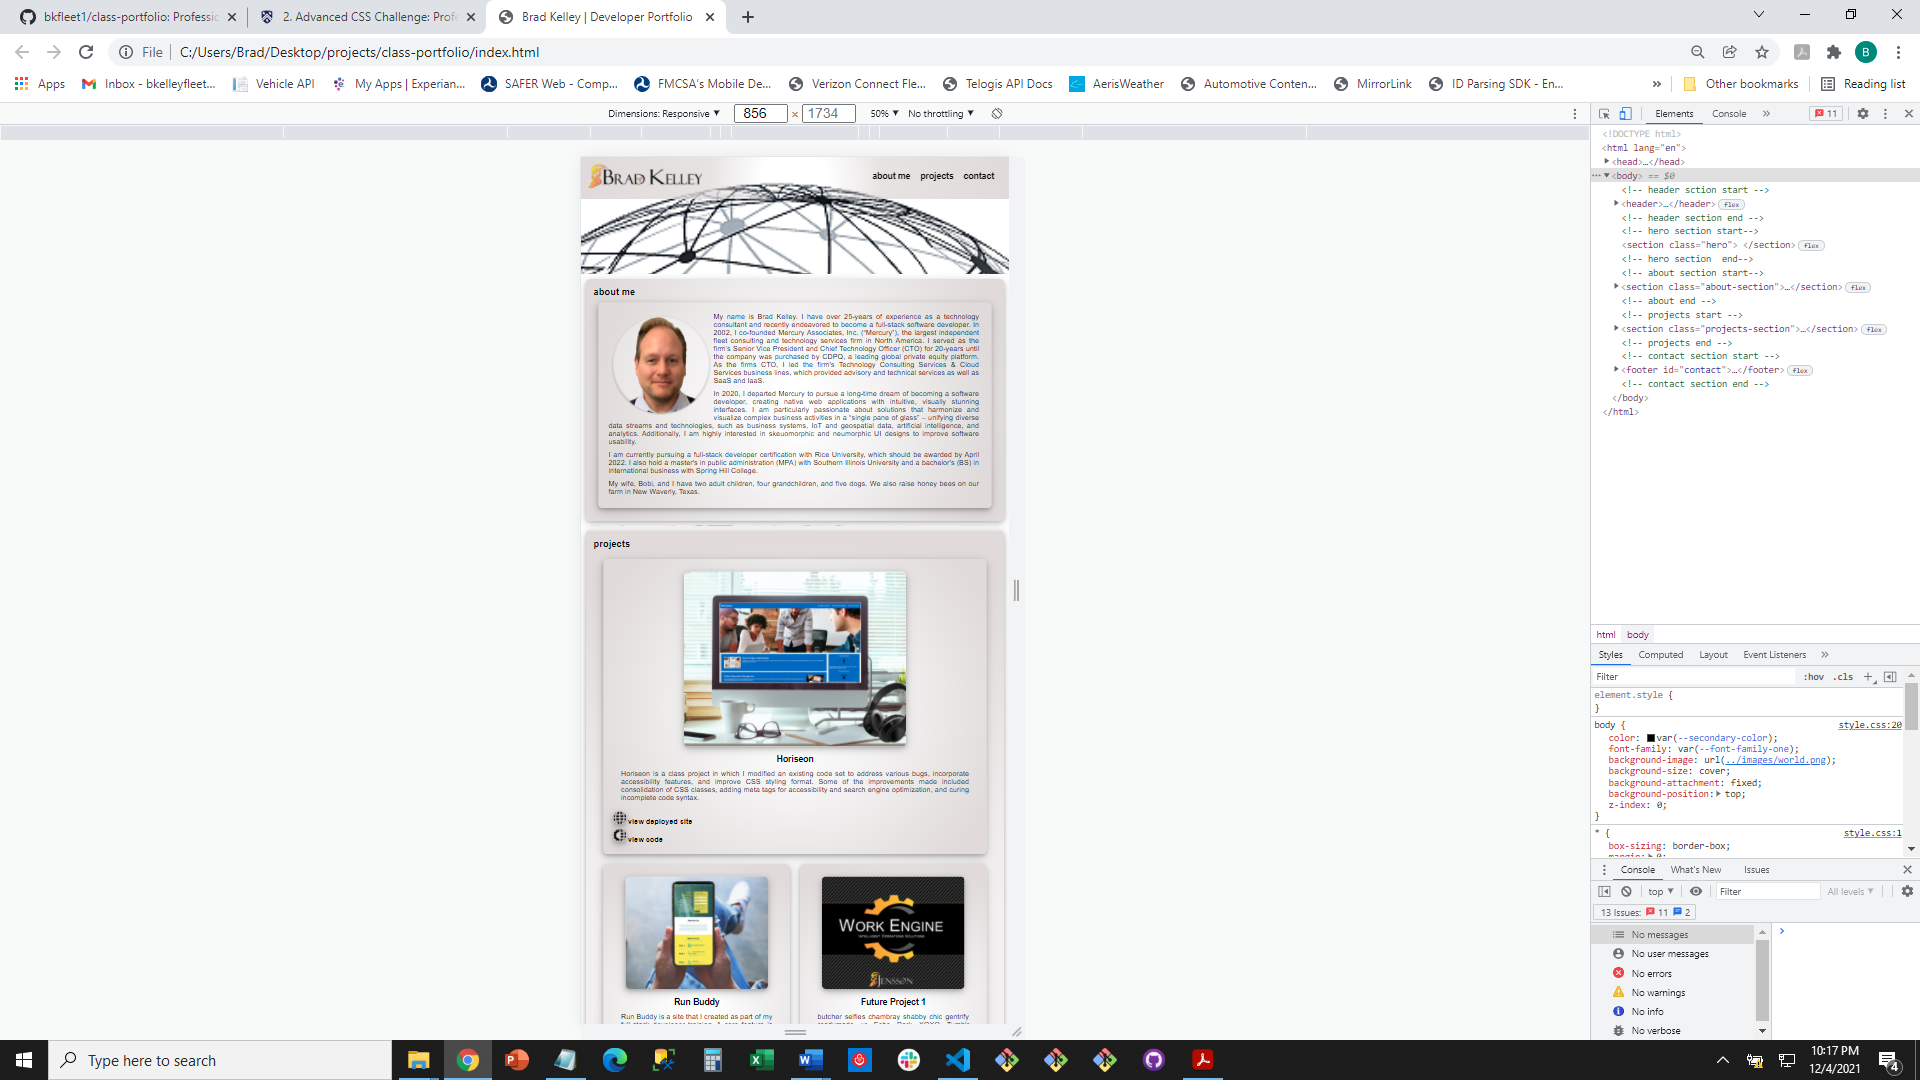 bkfleet1/class-portfolio: Professi
2. Advanced CSS Challenge: Profe
Brad Kelley | Developer Portfolio
File
C:/Users/Brad/Desktop/projects/class-portfolio/index.html
B
Apps
Inbox - bkelleyfleet...
Vehicle API
My Apps | Experian...
SAFER Web - Comp...
FMCSA's Mobile De...
Verizon Connect Fle...
Telogis API Docs
AerisWeather
Automotive Conten...
MirrorLink
ID Parsing SDK - En...
»
Other bookmarks
Reading list
Dimensions: Responsive ▼ 856 × 1734 50% ▼ No throttling ▼
Elements Console » 11
BRAD KELLEY
about me projects contact
about me
My name is Brad Kelley. I have over 25-years of experience as a technology
consultant and recently endeavored to become a full-stack software developer. In
2002, I co-founded Mercury Associates, Inc. ("Mercury"), the largest independent
fleet consulting and technology services firm in North America. I served as the
firm's Senior Vice President and Chief Technology Officer (CTO) for 20-years until
the company was purchased by CDPQ, a leading global private equity platform.
As the firms CTO, I led the firm's Technology Consulting Services & Cloud
Services business lines, which provided advisory and technical services as well as
SaaS and IaaS.
In 2020, I departed Mercury to pursue a long-time dream of becoming a software
developer, creating native web applications with intuitive, visually stunning
interfaces. I am particularly passionate about solutions that harmonize and
visualize complex business activities in a "single pane of glass" – unifying diverse
data streams and technologies, such as business systems, IoT and geospatial data, artificial intelligence, and
analytics. Additionally, I am highly interested in skeuomorphic and neumorphic UI designs to improve software
usability.
I am currently pursuing a full-stack developer certification with Rice University, which should be awarded by April
2022. I also hold a master's in public administration (MPA) with Southern Illinois University and a bachelor's (BS) in
international business with Spring Hill College.
My wife, Bobi, and I have two adult children, four grandchildren, and five dogs. We also raise honey bees on our
farm in New Waverly, Texas.
projects
Horiseon
Horiseon is a class project in which I modified an existing code set to address various bugs, incorporate
accessibility features, and improve CSS styling format. Some of the improvements made included
consolidation of CSS classes, adding meta tags for accessibility and search engine optimization, and curing
incomplete code syntax.
view deployed site
view code
WORK ENGINE
INTELLIGENT OPERATIONS SOLUTIONS
JENSSON
Run Buddy
Run Buddy is a site that I created as part of my
Future Project 1
butcher selfies chambray shabby chic gentrify
<!DOCTYPE html>
<html lang="en">
<head>…</head>
<body> == $0
<!-- header sction start -->
<header>…</header> flex
<!-- header section end -->
<!-- hero section start-->
<section class="hero"> </section> flex
<!-- hero section  end-->
<!-- about section start-->
<section class="about-section">…</section> flex
<!-- about end -->
<!-- projects start -->
<section class="projects-section">…</section> flex
<!-- projects end -->
<!-- contact section start -->
<footer id="contact">…</footer> flex
<!-- contact section end -->
</body>
</html>
html body
Styles Computed Layout Event Listeners »
Filter :hov .cls +
element.style {
}
body { style.css:20
color: var(--secondary-color);
font-family: var(--font-family-one);
background-image: url(../images/world.png);
background-size: cover;
background-attachment: fixed;
background-position: top;
z-index: 0;
}
* { style.css:1
box-sizing: border-box;
margin: 0;
Console What's New Issues
top ▼ Filter All levels ▼
13 Issues: 11 2
No messages
No user messages
No errors
No warnings
No info
No verbose
Type here to search
10:17 PM
12/4/2021
4